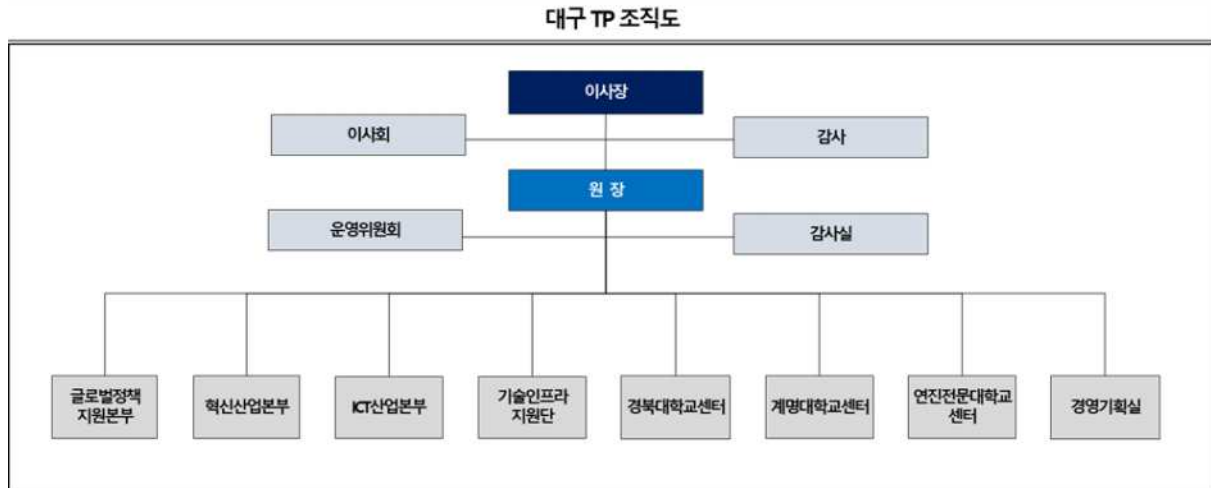 대구 TP 조직도
이사장
이사회
감사
원 장
운영위원회
감사실
글로벌정책
지원본부
혁신산업본부
ICT산업본부
기술인프라
지원단
경북대학교센터
계명대학교센터
연진전문대학교
센터
경영기획실